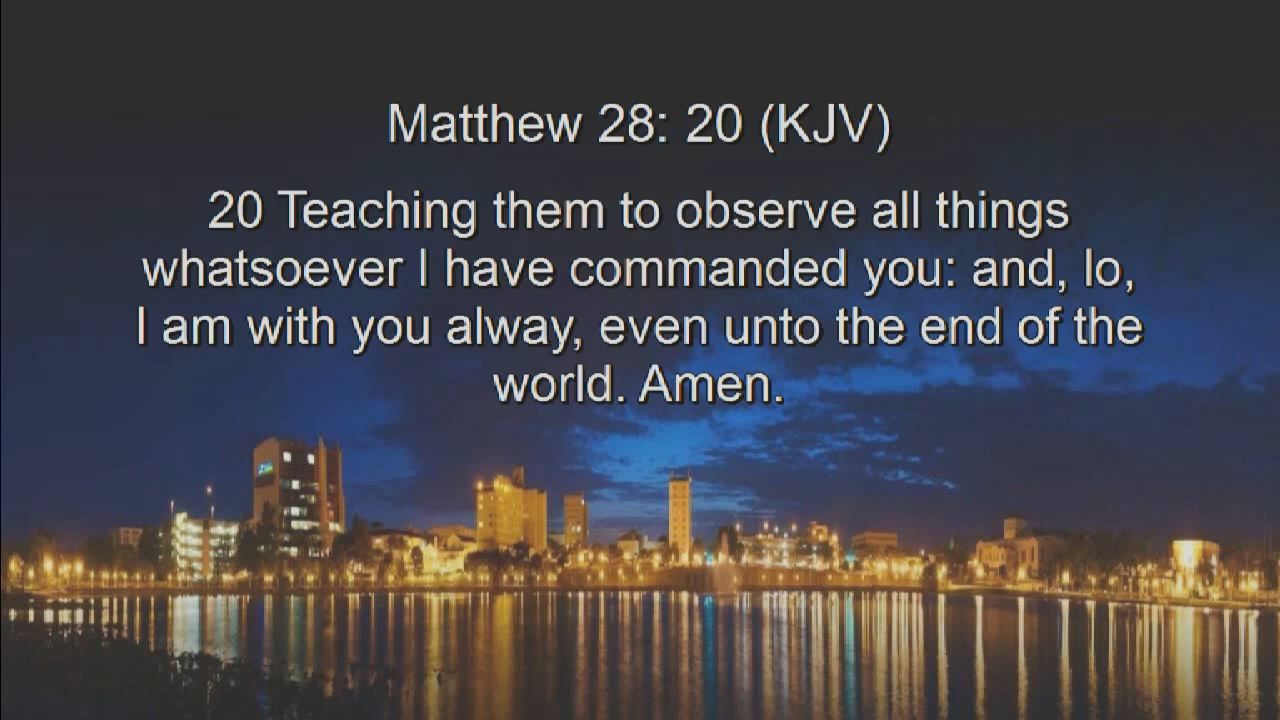 Matthew 28: 20 (KJV)
20 Teaching them to observe all things
whatsoever I have commanded you: and, lo,
I am with you alway, even unto the end of the
world. Amen.